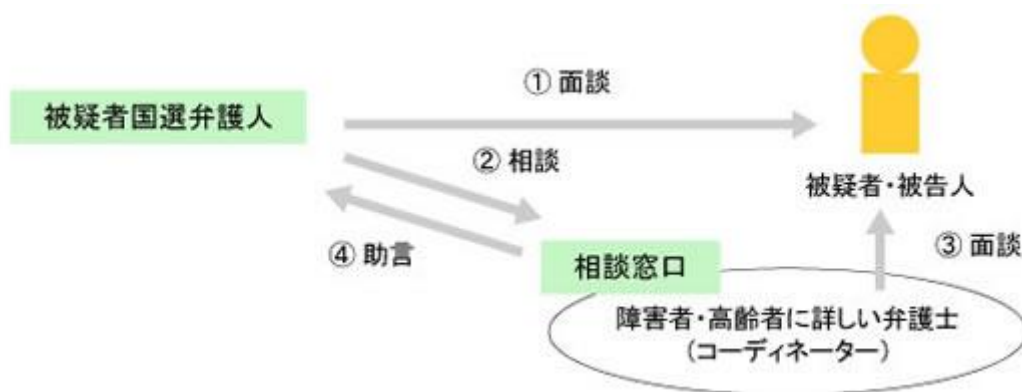 ① 面談
被疑者国選弁護人
② 相談
被疑者・被告人
④ 助言
③ 面談
相談窓口
障害者・高齢者に詳しい弁護士
(コーディネーター)